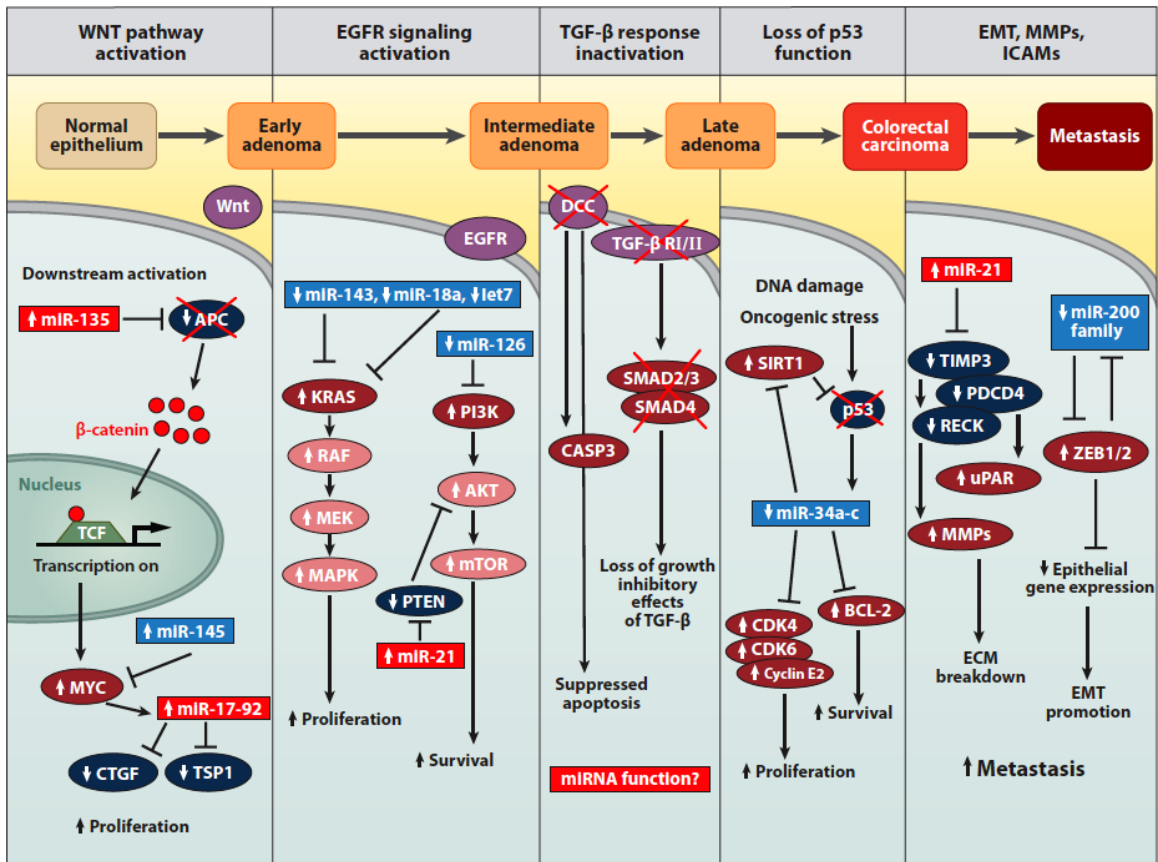 WNT pathway
activation
EGFR signaling
activation
TGF-β response
inactivation
Loss of p53
function
EMT, MMPs,
ICAMs
Normal
epithelium
Early
adenoma
Intermediate
adenoma
Late
adenoma
Colorectal
carcinoma
Metastasis
Wnt
Downstream activation
↑ miR-135
↓ APC
β-catenin
Nucleus
TCF
Transcription on
↑ miR-145
↑ MYC
↑ miR-17-92
↓ CTGF
↓ TSP1
↑ Proliferation
EGFR
↓ miR-143, ↓ miR-18a, ↓ let7
↓ miR-126
↑ KRAS
↑ PI3K
↑ RAF
↑ AKT
↑ MEK
↑ mTOR
↑ MAPK
↓ PTEN
↑ miR-21
↑ Proliferation
↑ Survival
DCC
TGF-β RI/II
SMAD2/3
SMAD4
CASP3
Loss of growth
inhibitory
effects
of TGF-β
Suppressed
apoptosis
miRNA function?
DNA damage
Oncogenic stress
↑ SIRT1
p53
↓ miR-34a-c
↑ BCL-2
↑ CDK4
↑ CDK6
↑ Cyclin E2
↑ Survival
↑ Proliferation
↑ miR-21
↓ miR-200
family
↓ TIMP3
↓ PDCD4
↓ RECK
↑ ZEB1/2
↑ uPAR
↑ MMPs
↓ Epithelial
gene expression
ECM
breakdown
EMT
promotion
↑ Metastasis